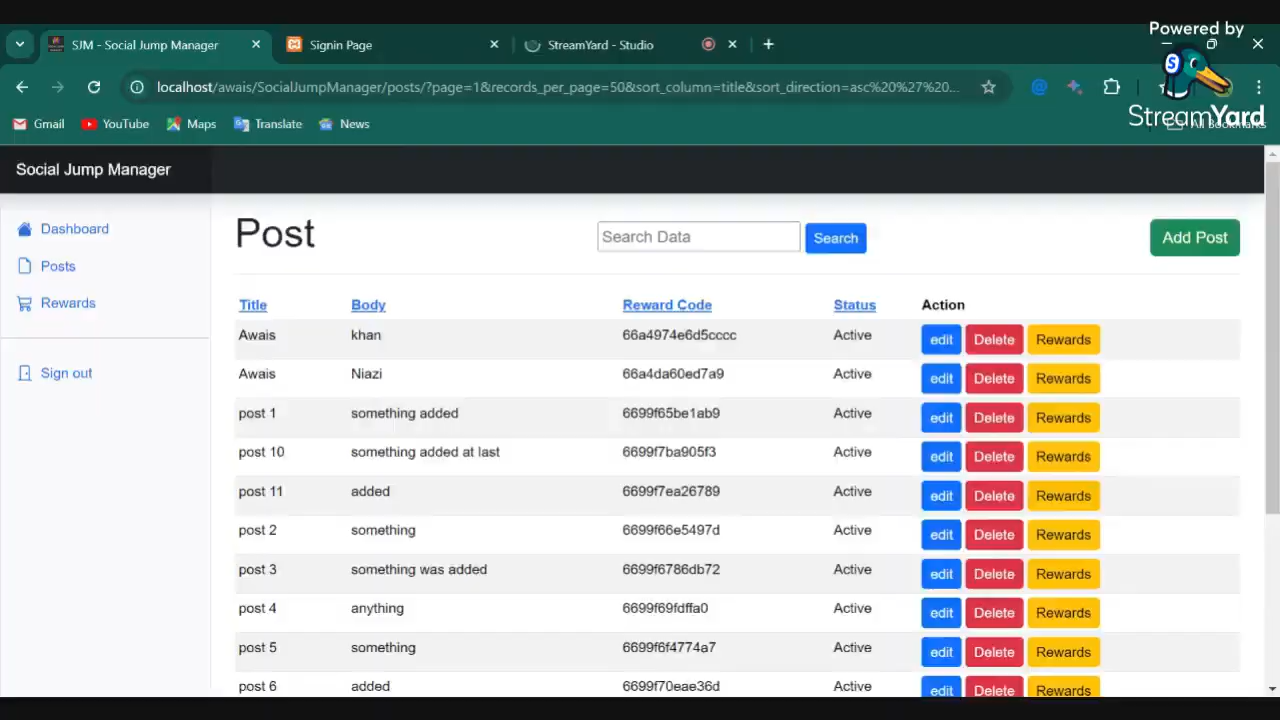 Powered by
StreamYard
SJM - Social Jump Manager
Signin Page
StreamYard - Studio
localhost/awais/SocialJumpManager/posts/?page=1&records_per_page=50&sort_column=title&sort_direction=asc%20%27%20...
Gmail YouTube Maps Translate News All Bookmarks
Social Jump Manager
Dashboard
Posts
Rewards
Sign out
Post Search Data Search Add Post
Title Body Reward Code Status Action
Awais khan 66a4974e6d5cccc Active edit Delete Rewards
Awais Niazi 66a4da60ed7a9 Active edit Delete Rewards
post 1 something added 6699f65be1ab9 Active edit Delete Rewards
post 10 something added at last 6699f7ba905f3 Active edit Delete Rewards
post 11 added 6699f7ea26789 Active edit Delete Rewards
post 2 something 6699f66e5497d Active edit Delete Rewards
post 3 something was added 6699f6786db72 Active edit Delete Rewards
post 4 anything 6699f69fdffa0 Active edit Delete Rewards
post 5 something 6699f6f4774a7 Active edit Delete Rewards
post 6 added 6699f70eae36d Active edit Delete Rewards